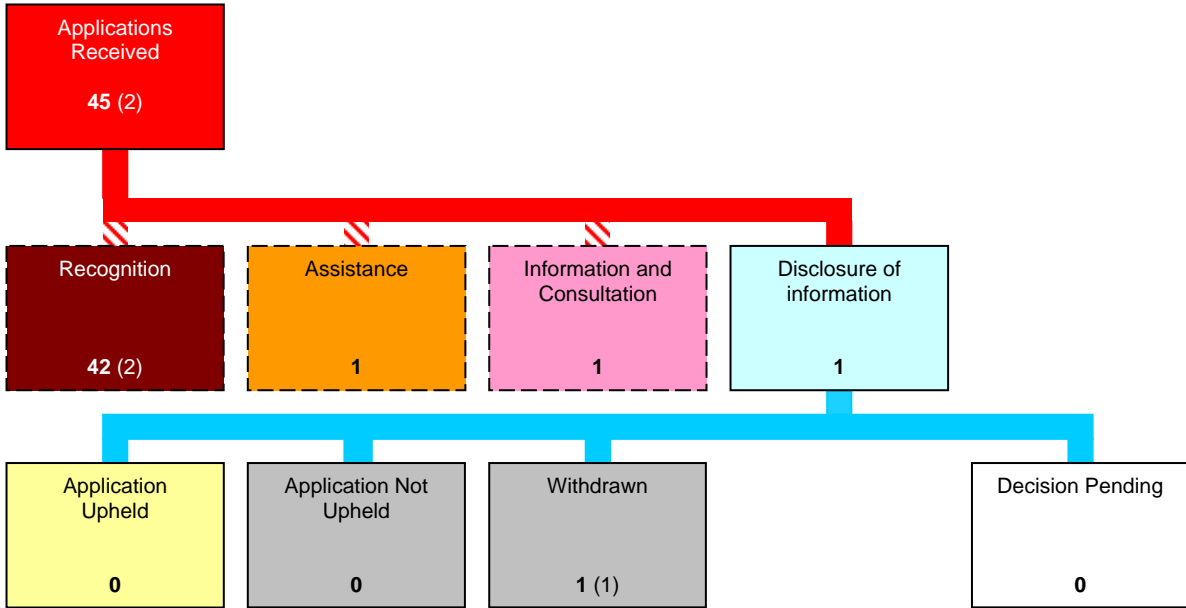 Applications
Received
45 (2)
Recognition
42 (2)
Assistance
1
Information and
Consultation
1
Disclosure of
information
1
Application
Upheld
0
Application Not
Upheld
0
Withdrawn
1 (1)
Decision Pending
0